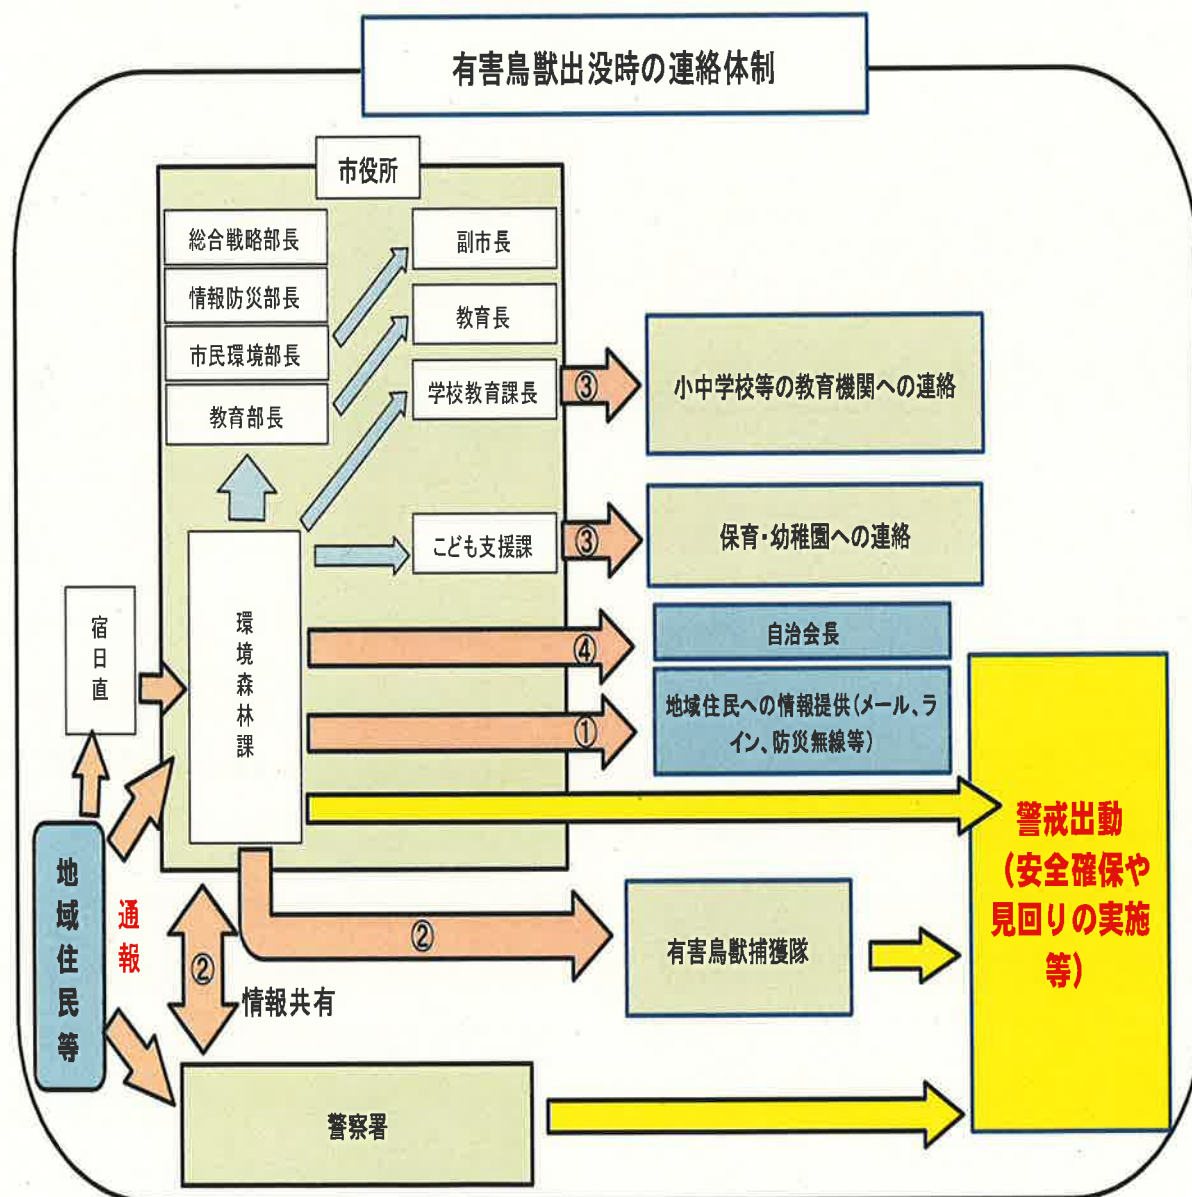 有害鳥獣出没時の連絡体制
市役所
総合戦略部長
情報防災部長
市民環境部長
教育部長
副市長
教育長
学校教育課長
こども支援課
③
小中学校等の教育機関への連絡
③
保育・幼稚園への連絡
宿日直
環境森林課
④
自治会長
①
地域住民への情報提供（メール、ラ
イン、防災無線等）
地域住民等
通報
②
情報共有
②
有害鳥獣捕獲隊
警察署
警戒出動
（安全確保や
見回りの実施
等）